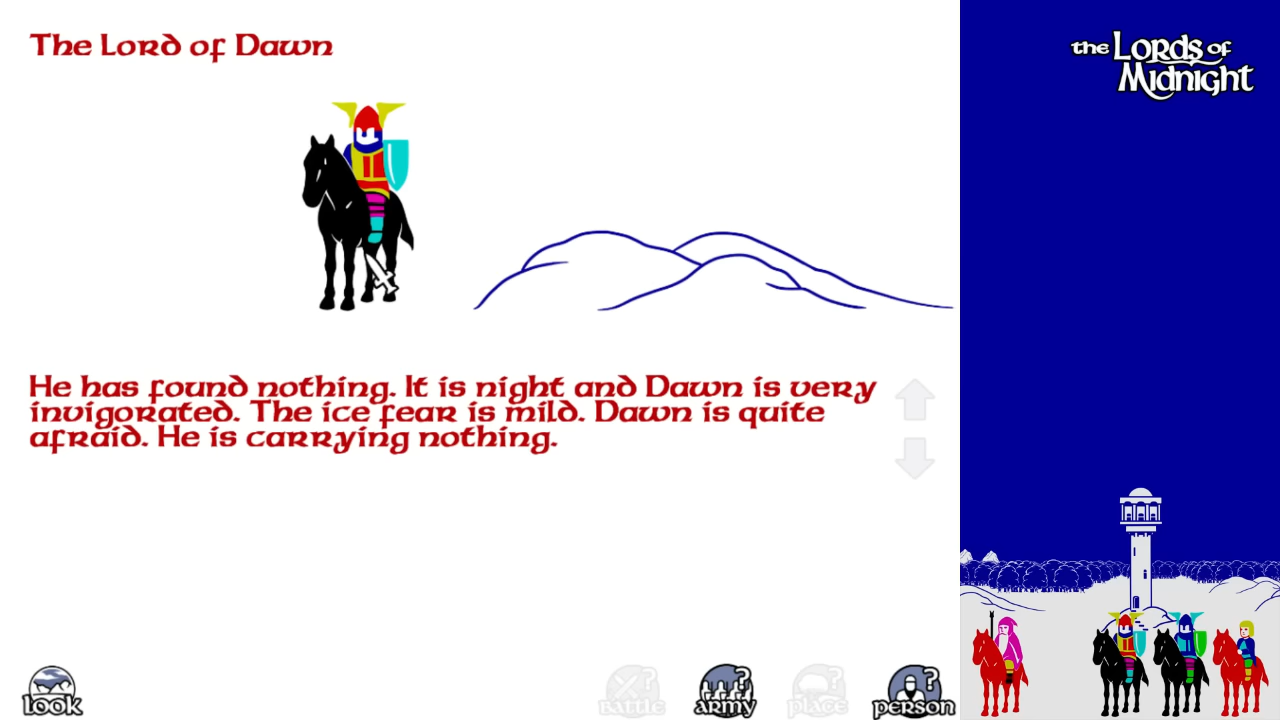 The Lord of Dawn
the Lords of
Midnight
He has found nothing. It is night and Dawn is very
invigorated. The ice fear is mild. Dawn is quite
afraid. He is carrying nothing.
look
battle
army
place
person